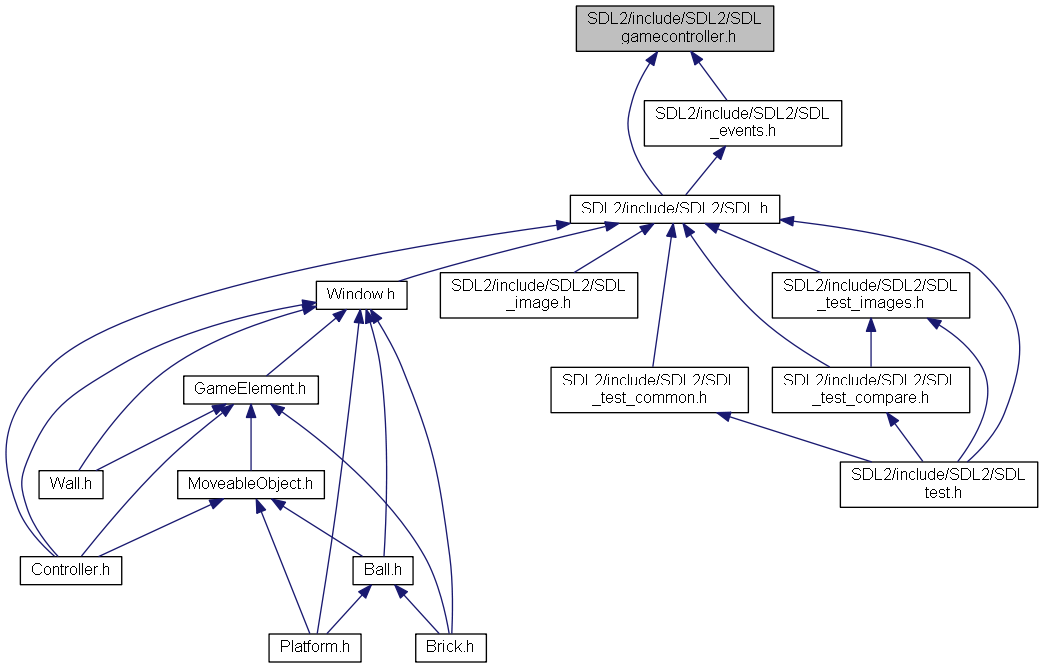 SDL2/include/SDL2/SDL
gamecontroller.h
SDL2/include/SDL2/SDL
_events.h
SDL2/include/SDL2/SDL.h
Window.h
SDL2/include/SDL2/SDL
_image.h
SDL2/include/SDL2/SDL
_test_images.h
GameElement.h
SDL2/include/SDL2/SDL
_test_common.h
SDL2/include/SDL2/SDL
_test_compare.h
Wall.h
MoveableObject.h
SDL2/include/SDL2/SDL
test.h
Controller.h
Ball.h
Platform.h
Brick.h